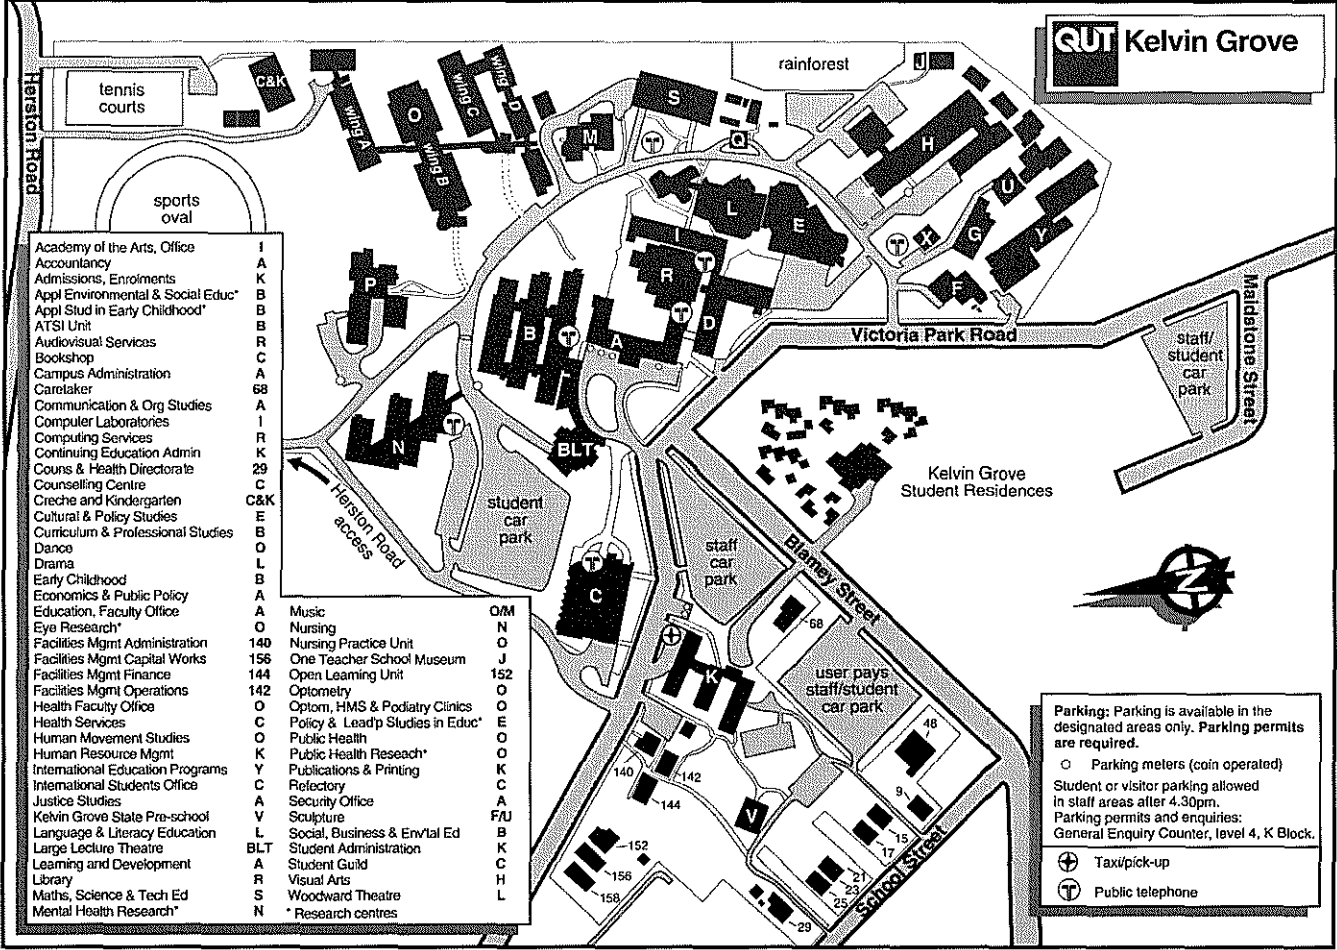 QUT Kelvin Grove
Herston Road
tennis
courts
C&K
wing A
O
wing B
wing C
wing D
M
S
Q
rainforest
J
H
U
G
X
Y
F
sports
oval
P
L
E
I
R
D
B
A
N
BLT
Victoria Park Road
Maidstone Street
staff/
student
car
park
Kelvin Grove
Student Residences
Herston Road
access
student
car
park
staff
car
park
Blamey Street
C
68
K
user pays
staff/student
car park
48
9
15
17
21
23
25
29
V
140
142
144
152
156
158
School Street
N
Academy of the Arts, Office I
Accountancy A
Admissions, Enrolments K
Appl Environmental & Social Educ* B
Appl Stud in Early Childhood* B
ATSI Unit B
Audiovisual Services R
Bookshop C
Campus Administration A
Caretaker 68
Communication & Org Studies A
Computer Laboratories I
Computing Services R
Continuing Education Admin K
Couns & Health Directorate 29
Counselling Centre C
Creche and Kindergarten C&K
Cultural & Policy Studies E
Curriculum & Professional Studies B
Dance O
Drama L
Early Childhood B
Economics & Public Policy A
Education, Faculty Office A
Eye Research* O
Facilities Mgmt Administration 140
Facilities Mgmt Capital Works 156
Facilities Mgmt Finance 144
Facilities Mgmt Operations 142
Health Faculty Office O
Health Services C
Human Movement Studies O
Human Resource Mgmt K
International Education Programs Y
International Students Office C
Justice Studies A
Kelvin Grove State Pre-school V
Language & Literacy Education L
Large Lecture Theatre BLT
Learning and Development A
Library R
Maths, Science & Tech Ed S
Mental Health Research* N
Music O/M
Nursing N
Nursing Practice Unit O
One Teacher School Museum J
Open Learning Unit 152
Optometry O
Optom, HMS & Podiatry Clinics O
Policy & Lead'p Studies in Educ* E
Public Health O
Public Health Reseach* O
Publications & Printing K
Refectory C
Security Office A
Sculpture F/U
Social, Business & Env'tal Ed B
Student Administration K
Student Guild C
Visual Arts H
Woodward Theatre L
* Research centres
Parking: Parking is available in the
designated areas only. Parking permits
are required.
Parking meters (coin operated)
Student or visitor parking allowed
in staff areas after 4.30pm.
Parking permits and enquiries:
General Enquiry Counter, level 4, K Block.
Taxi/pick-up
T Public telephone